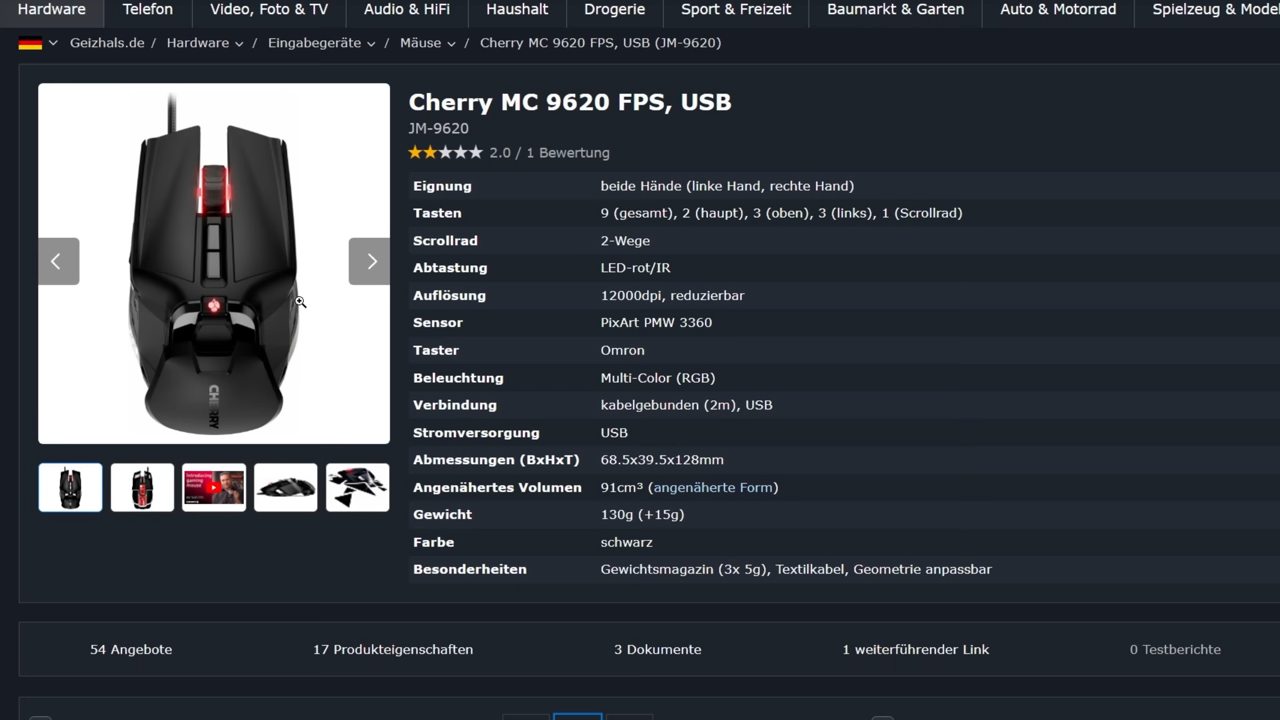 Hardware
Telefon
Video, Foto & TV
Audio & HiFi
Haushalt
Drogerie
Sport & Freizeit
Baumarkt & Garten
Auto & Motorrad
Spielzeug &
Geizhals.de / Hardware / Eingabegeräte / Mäuse / Cherry MC 9620 FPS, USB (JM-9620)
Cherry MC 9620 FPS, USB
JM-9620
2.0 / 1 Bewertung
Eignung beide Hände (linke Hand, rechte Hand)
Tasten 9 (gesamt), 2 (haupt), 3 (oben), 3 (links), 1 (Scrollrad)
Scrollrad 2-Wege
Abtastung LED-rot/IR
Auflösung 12000dpi, reduzierbar
Sensor PixArt PMW 3360
Taster Omron
Beleuchtung Multi-Color (RGB)
Verbindung kabelgebunden (2m), USB
Stromversorgung USB
Abmessungen (BxHxT) 68.5x39.5x128mm
Angenähertes Volumen 91cm³ (angenäherte Form)
Gewicht 130g (+15g)
Farbe schwarz
Besonderheiten Gewichtsmagazin (3x 5g), Textilkabel, Geometrie anpassbar
CHERRY
Introducing
gaming
mouse
54 Angebote
17 Produkteigenschaften
3 Dokumente
1 weiterführender Link
0 Testberichte